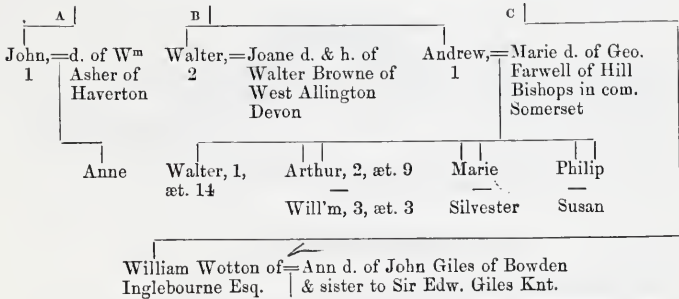 A B C
John,=d. of Wm Walter,=Joane d. & h. of Andrew,=Marie d. of Geo.
1 Asher of 2 Walter Browne of 1 Farwell of Hill
Haverton West Allington Bishops in com.
Devon Somerset
Anne Walter, 1, Arthur, 2, æt. 9 Marie Philip
æt. 14
Will'm, 3, æt. 3 Silvester Susan
William Wotton of=Ann d. of John Giles of Bowden
Inglebourne Esq. & sister to Sir Edw. Giles Knt.